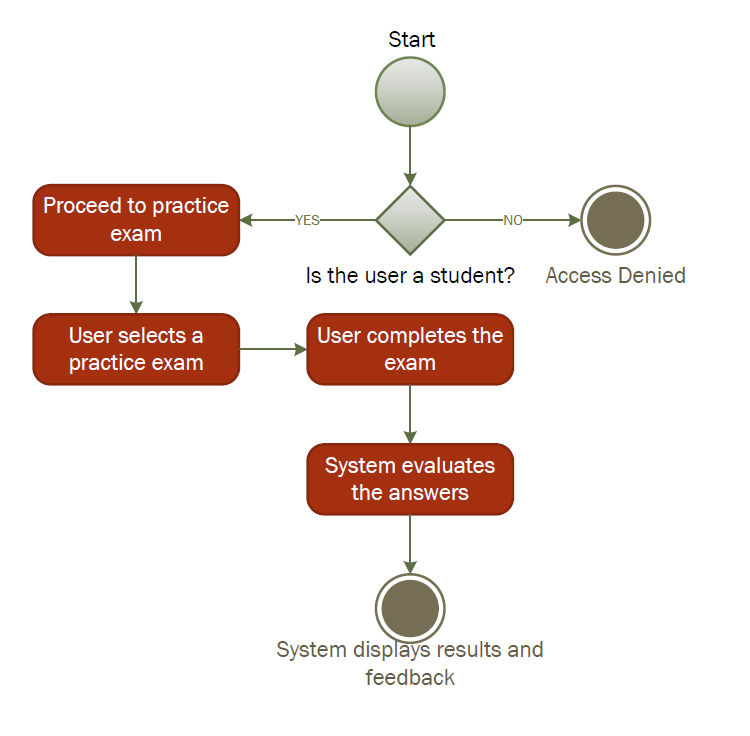 Start
Proceed to practice
exam
YES
NO
Is the user a student?
Access Denied
User selects a
practice exam
User completes the
exam
System evaluates
the answers
System displays results and
feedback